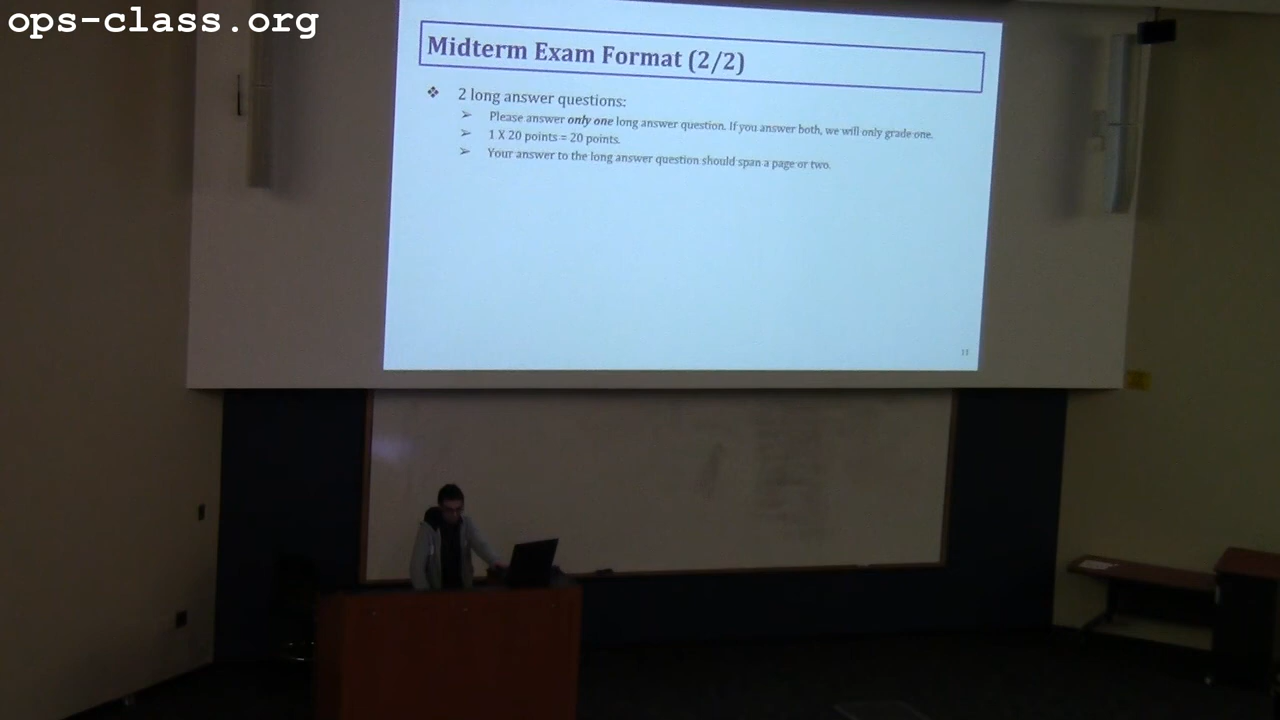 ops-class.org
Midterm Exam Format (2/2)
❖ 2 long answer questions:
➢ Please answer only one long answer question. If you answer both, we will only grade one.
➢ 1 X 20 points = 20 points.
➢ Your answer to the long answer question should span a page or two.
11